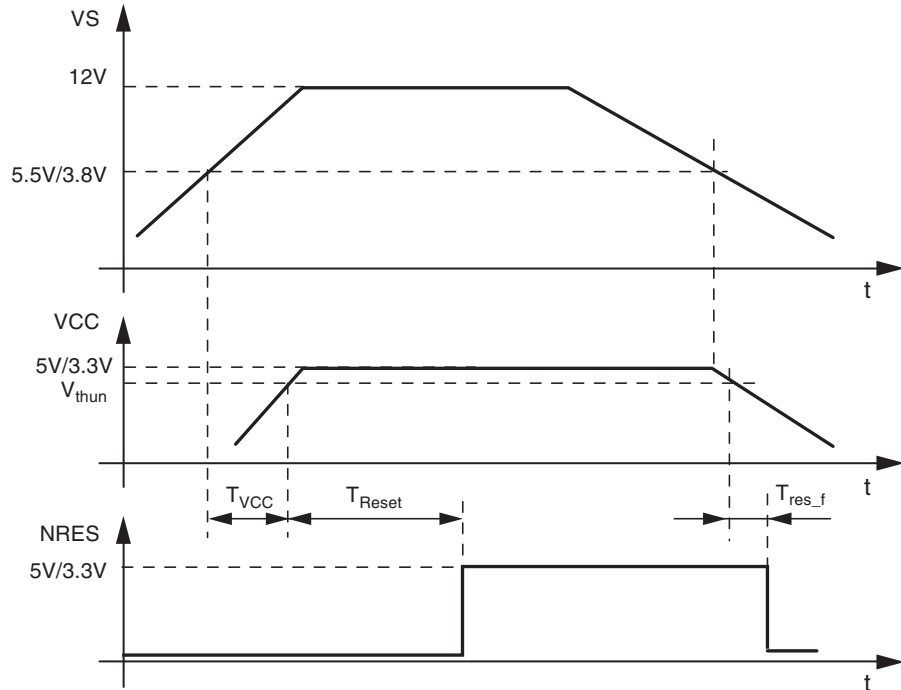 VS
12V
5.5V/3.8V
t
VCC
5V/3.3V
Vthun
t
TVCC
TReset
Tres_f
NRES
5V/3.3V
t